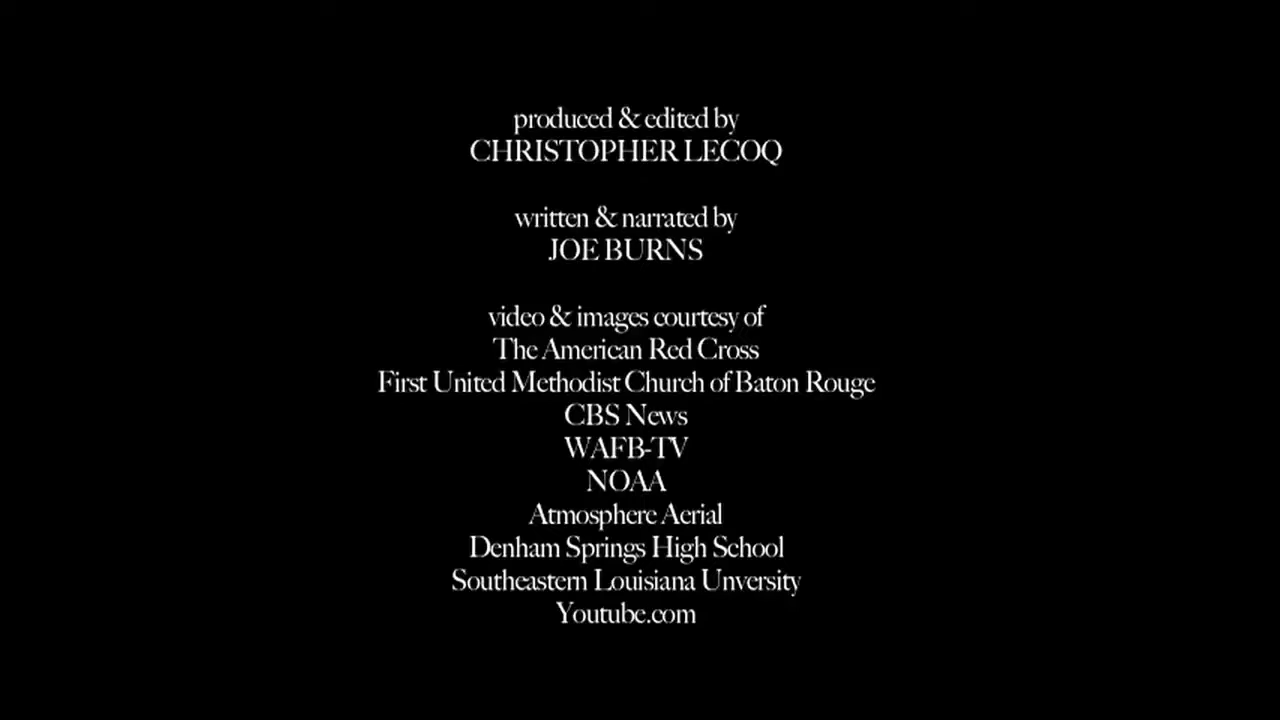 produced & edited by
CHRISTOPHER LECOQ
written & narrated by
JOE BURNS
video & images courtesy of
The American Red Cross
First United Methodist Church of Baton Rouge
CBS News
WAFB-TV
NOAA
Atmosphere Aerial
Denham Springs High School
Southeastern Louisiana Unversity
Youtube.com